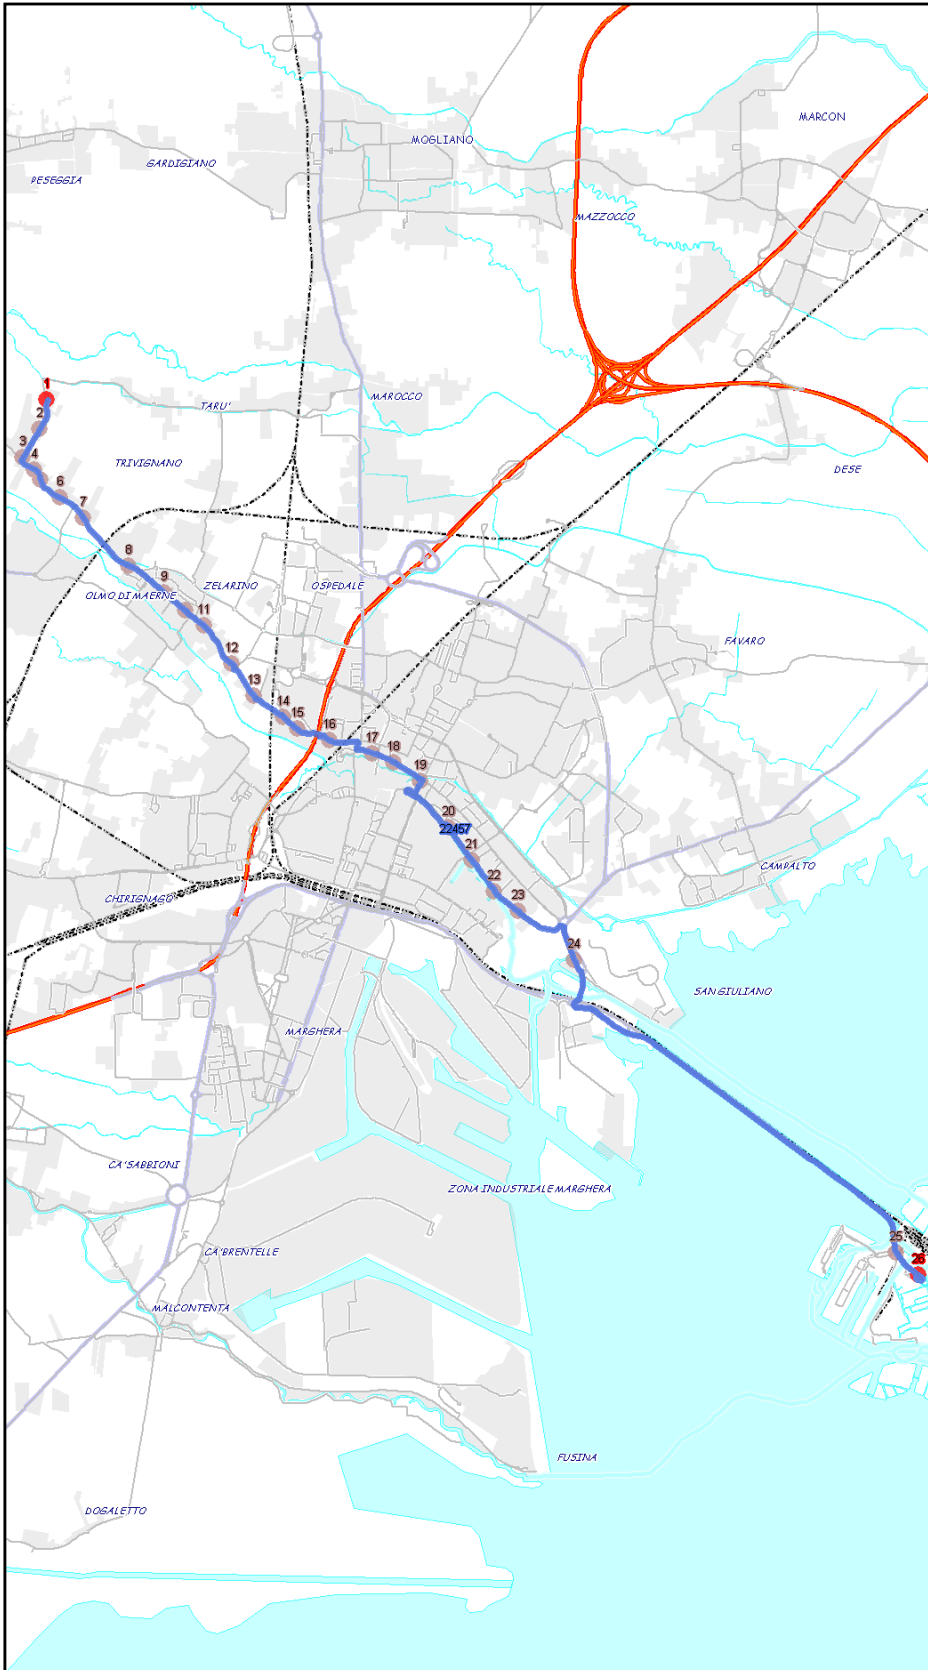 MARCON
MOGLIANO
GARDIGIANO
PESEGGIA
MAZZOCCO
1
MAROCCO
TARU'
2
3
TRIVIGNANO
4
DESE
6
7
8
9
ZELARINO
OSPEDALE
OLMO DI MAERNE
11
FAVARO
12
13
14
15
16
17
18
19
20
22457
21
CAMPALTO
22
CHIRIGNAGO
23
24
SAN GIULIANO
MARGHERA
CA'SABBIONI
ZONA INDUSTRIALE MARGHERA
25
CA'BRENTELLE
MALCONTENTA
FUSINA
DOGALETTO